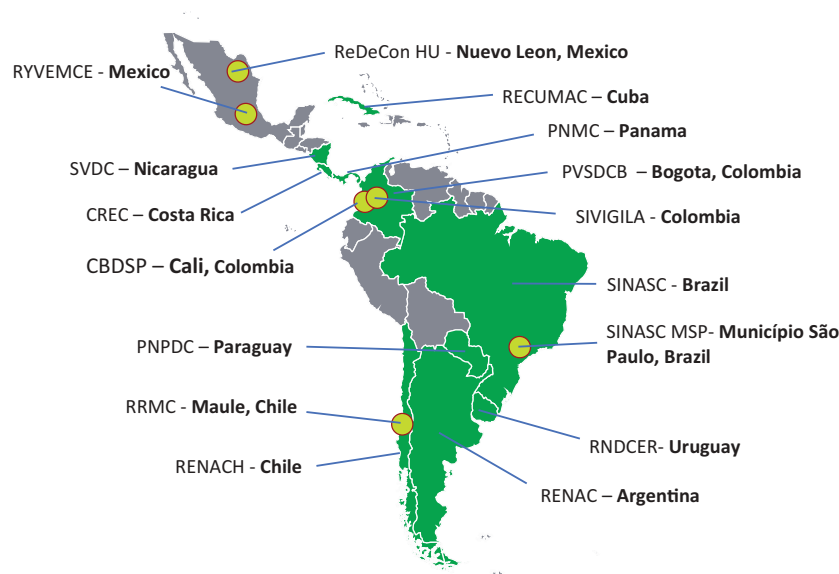 ReDeCon HU - Nuevo Leon, Mexico
RYVEMCE - Mexico
RECUMAC – Cuba
PNMC – Panama
SVDC - Nicaragua
PVSDCB – Bogota, Colombia
CREC – Costa Rica
SIVIGILA - Colombia
CBDSP – Cali, Colombia
SINASC - Brazil
SINASC MSP- Município São
Paulo, Brazil
PNPDC – Paraguay
RRMC – Maule, Chile
RNDCER- Uruguay
RENACH - Chile
RENAC – Argentina